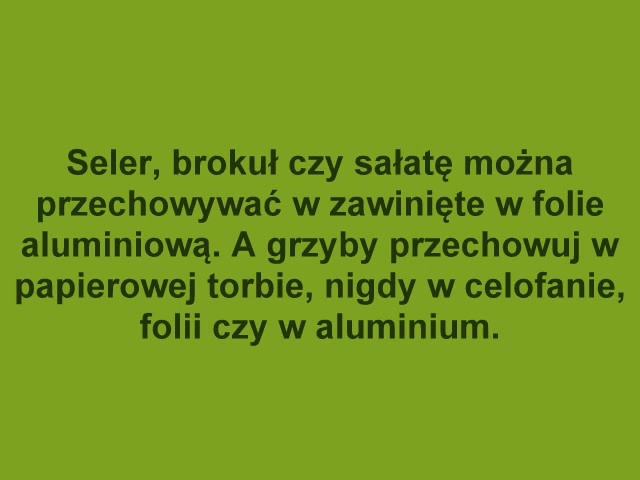 Seler, brokuł czy sałatę można
przechowywać w zawinięte w folie
aluminiową. A grzyby przechowuj w
papierowej torbie, nigdy w celofanie,
folii czy w aluminium.